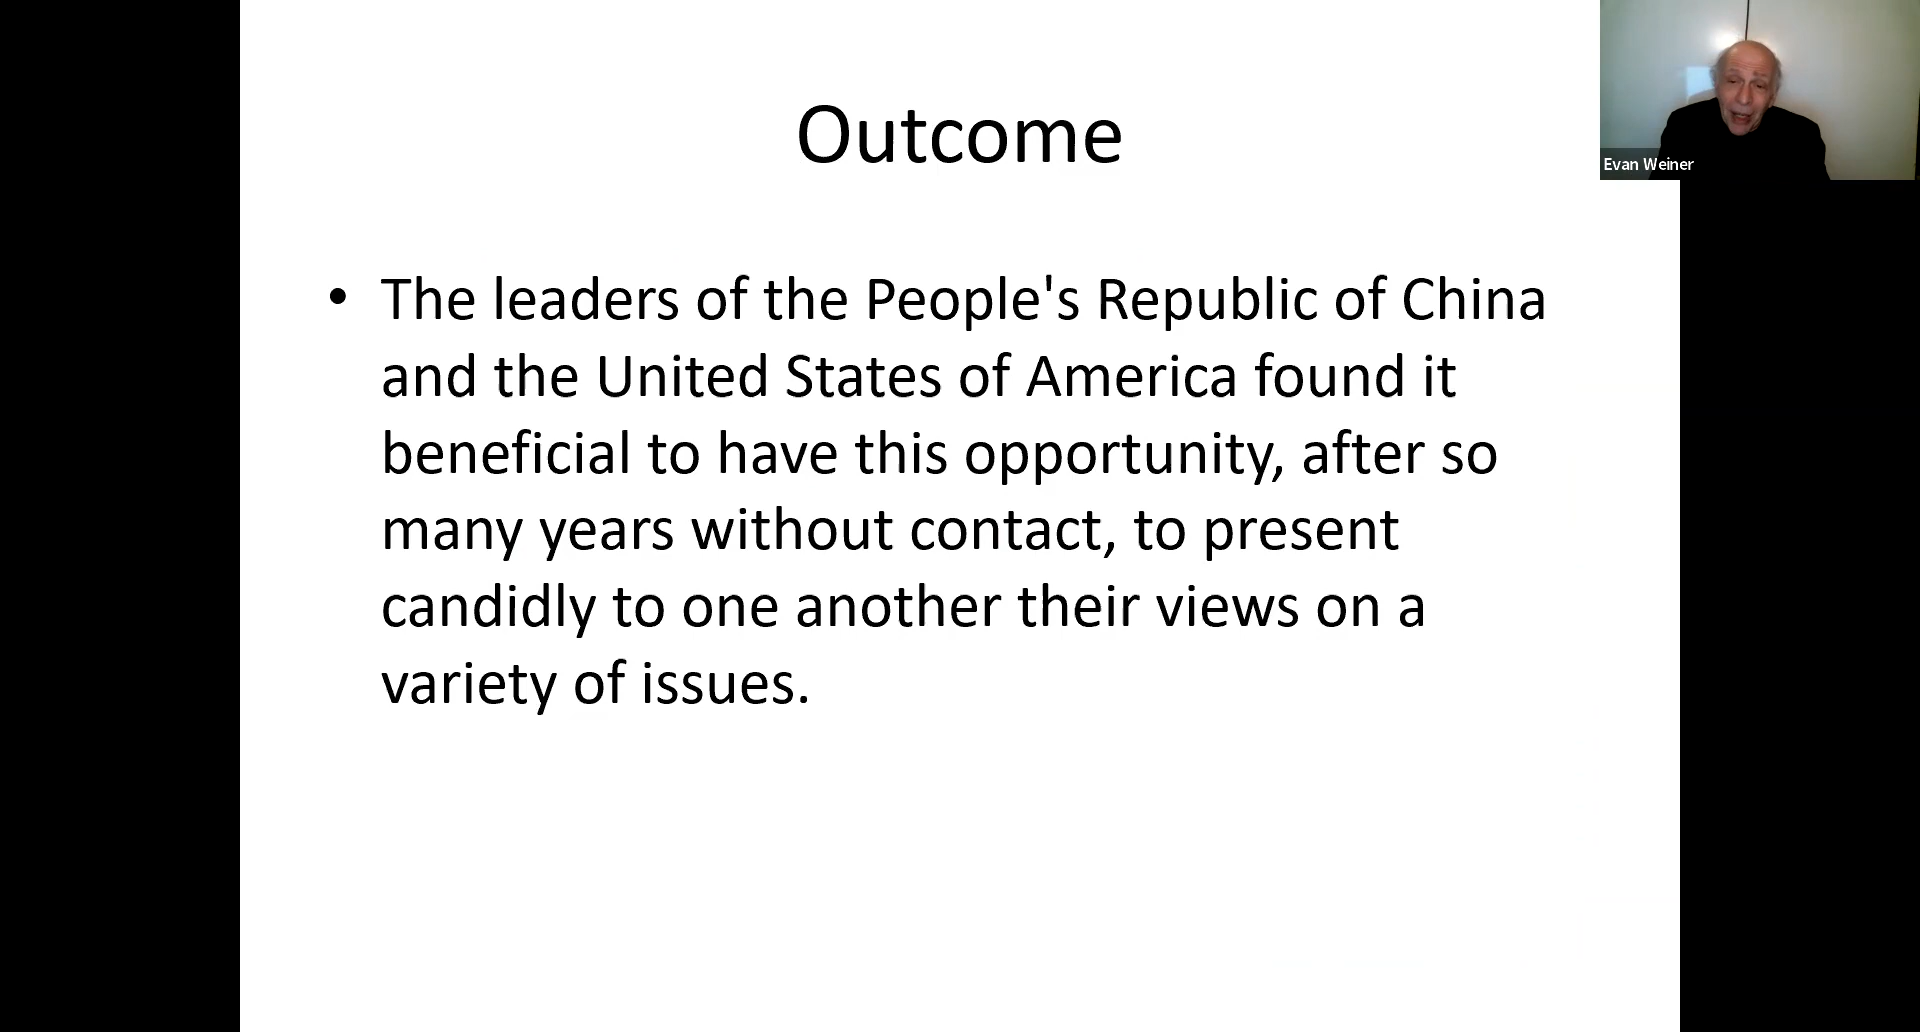 Outcome
• The leaders of the People's Republic of China
and the United States of America found it
beneficial to have this opportunity, after so
many years without contact, to present
candidly to one another their views on a
variety of issues.
Evan Weiner